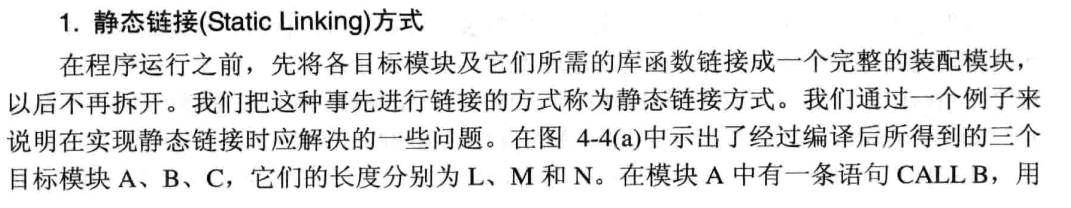 1. 静态链接(Static Linking)方式
在程序运行之前，先将各目标模块及它们所需的库函数链接成一个完整的装配模块，
以后不再拆开。我们把这种事先进行链接的方式称为静态链接方式。我们通过一个例子来
说明在实现静态链接时应解决的一些问题。在图 4-4(a)中示出了经过编译后所得到的三个
目标模块 A、B、C，它们的长度分别为 L、M 和 N。在模块 A 中有一条语句 CALL B，用